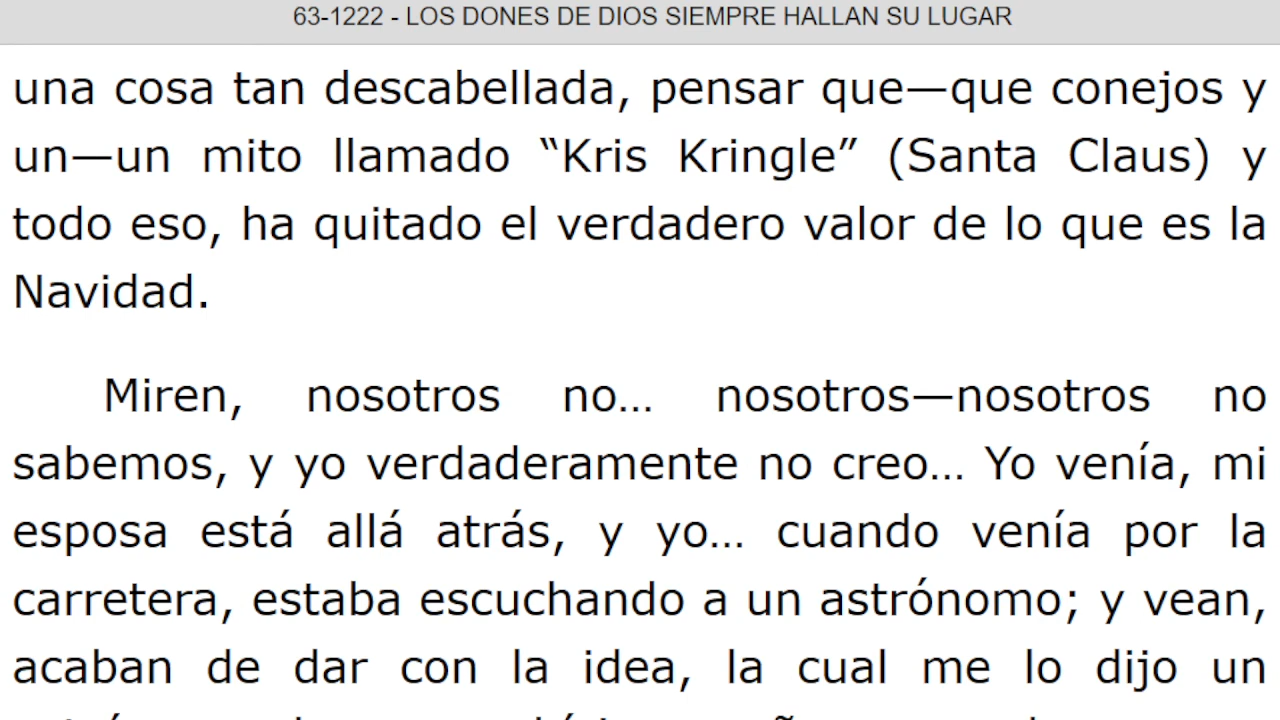 63-1222 - LOS DONES DE DIOS SIEMPRE HALLAN SU LUGAR
una cosa tan descabellada, pensar que—que conejos y
un—un mito llamado “Kris Kringle” (Santa Claus) y
todo eso, ha quitado el verdadero valor de lo que es la
Navidad.
Miren, nosotros no… nosotros—nosotros no
sabemos, y yo verdaderamente no creo… Yo venía, mi
esposa está allá atrás, y yo… cuando venía por la
carretera, estaba escuchando a un astrónomo; y vean,
acaban de dar con la idea, la cual me lo dijo un